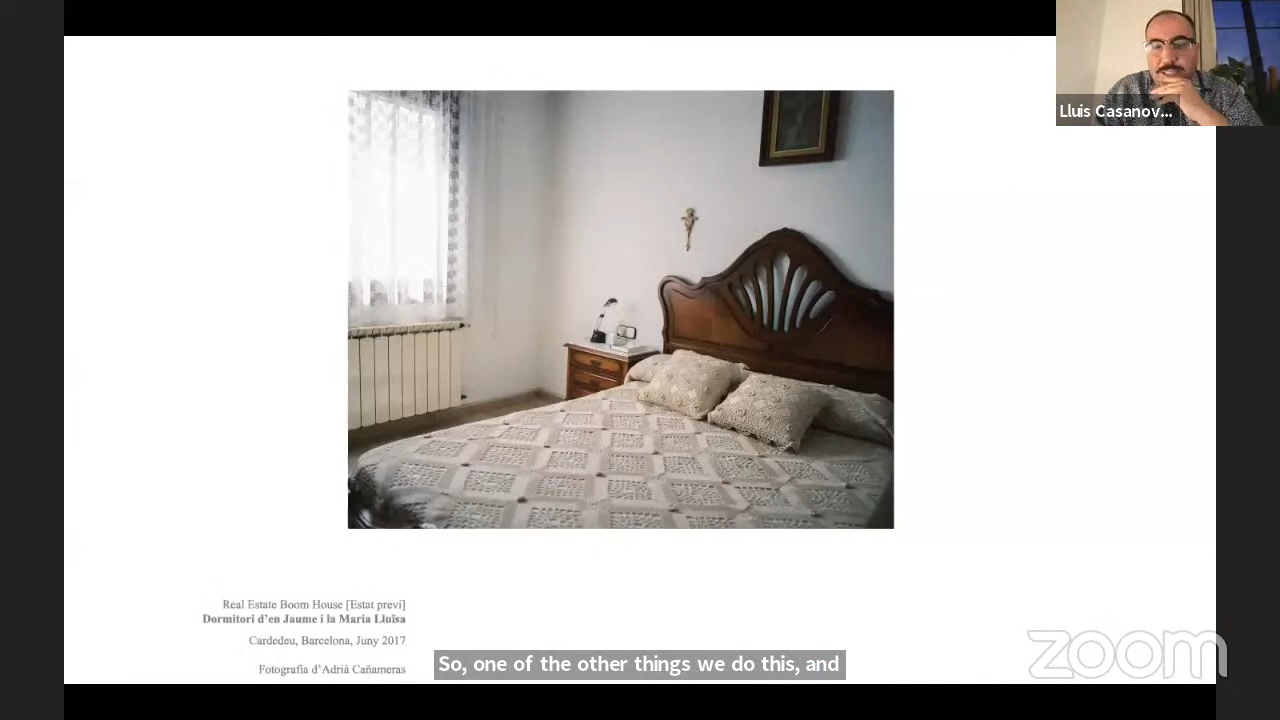 Lluis Casanov...
Real Estate Boom House [Estat previ]
Dormitori d'en Jaume i la Maria Lluïsa
Cardedeu, Barcelona, Juny 2017
Fotografia d'Adrià Cañameras
So, one of the other things we do this, and
zoom